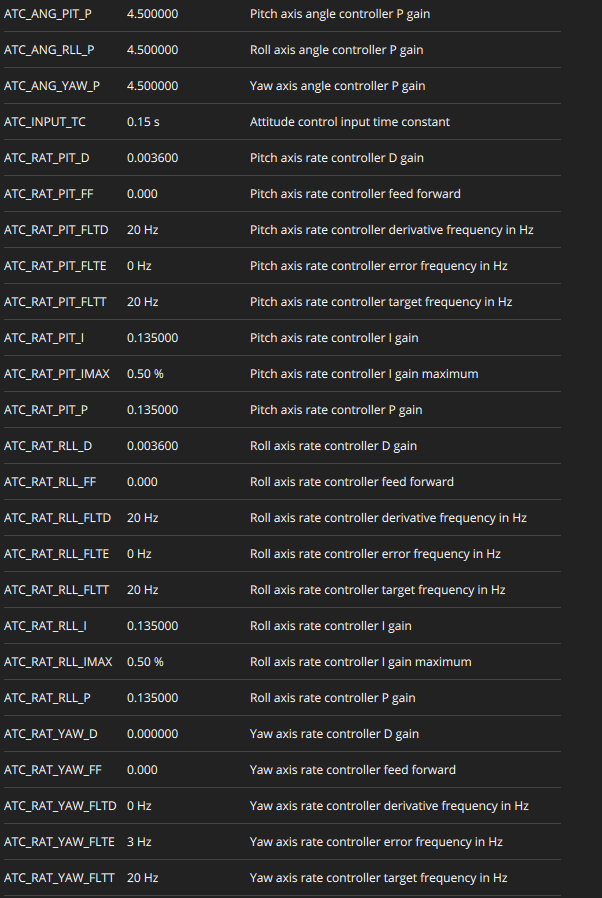 ATC_ANG_PIT_P 4.500000 Pitch axis angle controller P gain
ATC_ANG_RLL_P 4.500000 Roll axis angle controller P gain
ATC_ANG_YAW_P 4.500000 Yaw axis angle controller P gain
ATC_INPUT_TC 0.15 s Attitude control input time constant
ATC_RAT_PIT_D 0.003600 Pitch axis rate controller D gain
ATC_RAT_PIT_FF 0.000 Pitch axis rate controller feed forward
ATC_RAT_PIT_FLTD 20 Hz Pitch axis rate controller derivative frequency in Hz
ATC_RAT_PIT_FLTE 0 Hz Pitch axis rate controller error frequency in Hz
ATC_RAT_PIT_FLTT 20 Hz Pitch axis rate controller target frequency in Hz
ATC_RAT_PIT_I 0.135000 Pitch axis rate controller I gain
ATC_RAT_PIT_IMAX 0.50 % Pitch axis rate controller I gain maximum
ATC_RAT_PIT_P 0.135000 Pitch axis rate controller P gain
ATC_RAT_RLL_D 0.003600 Roll axis rate controller D gain
ATC_RAT_RLL_FF 0.000 Roll axis rate controller feed forward
ATC_RAT_RLL_FLTD 20 Hz Roll axis rate controller derivative frequency in Hz
ATC_RAT_RLL_FLTE 0 Hz Roll axis rate controller error frequency in Hz
ATC_RAT_RLL_FLTT 20 Hz Roll axis rate controller target frequency in Hz
ATC_RAT_RLL_I 0.135000 Roll axis rate controller I gain
ATC_RAT_RLL_IMAX 0.50 % Roll axis rate controller I gain maximum
ATC_RAT_RLL_P 0.135000 Roll axis rate controller P gain
ATC_RAT_YAW_D 0.000000 Yaw axis rate controller D gain
ATC_RAT_YAW_FF 0.000 Yaw axis rate controller feed forward
ATC_RAT_YAW_FLTD 0 Hz Yaw axis rate controller derivative frequency in Hz
ATC_RAT_YAW_FLTE 3 Hz Yaw axis rate controller error frequency in Hz
ATC_RAT_YAW_FLTT 20 Hz Yaw axis rate controller target frequency in Hz